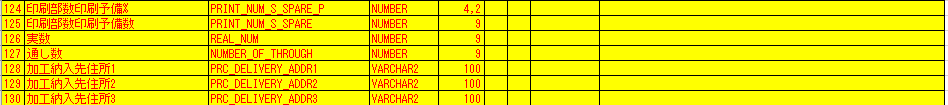 124 印刷部数印刷予備% PRINT_NUM_S_SPARE_P NUMBER 4,2
125 印刷部数印刷予備数 PRINT_NUM_S_SPARE NUMBER 9
126 実数 REAL_NUM NUMBER 9
127 通し数 NUMBER_OF_THROUGH NUMBER 9
128 加工納入先住所1 PRC_DELIVERY_ADDR1 VARCHAR2 100
129 加工納入先住所2 PRC_DELIVERY_ADDR2 VARCHAR2 100
130 加工納入先住所3 PRC_DELIVERY_ADDR3 VARCHAR2 100